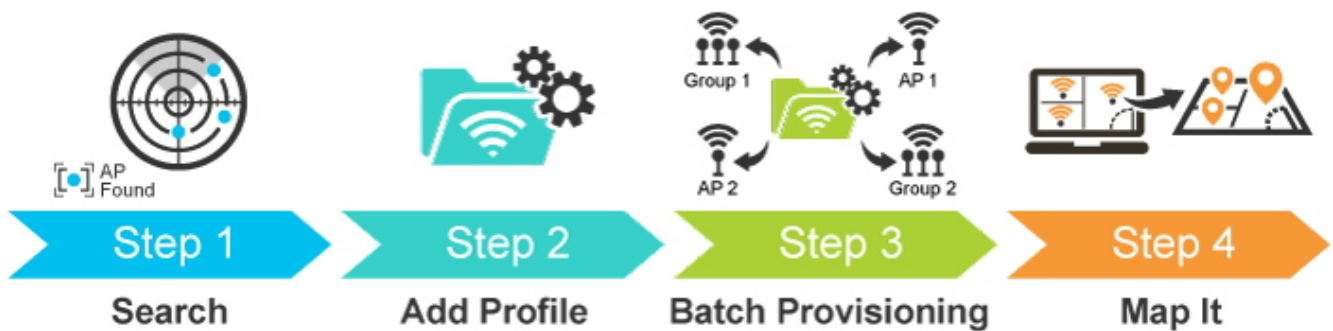 Group 1
AP 1
AP
Found
AP 2
Group 2
Step 1
Step 2
Step 3
Step 4
Search
Add Profile
Batch Provisioning
Map It